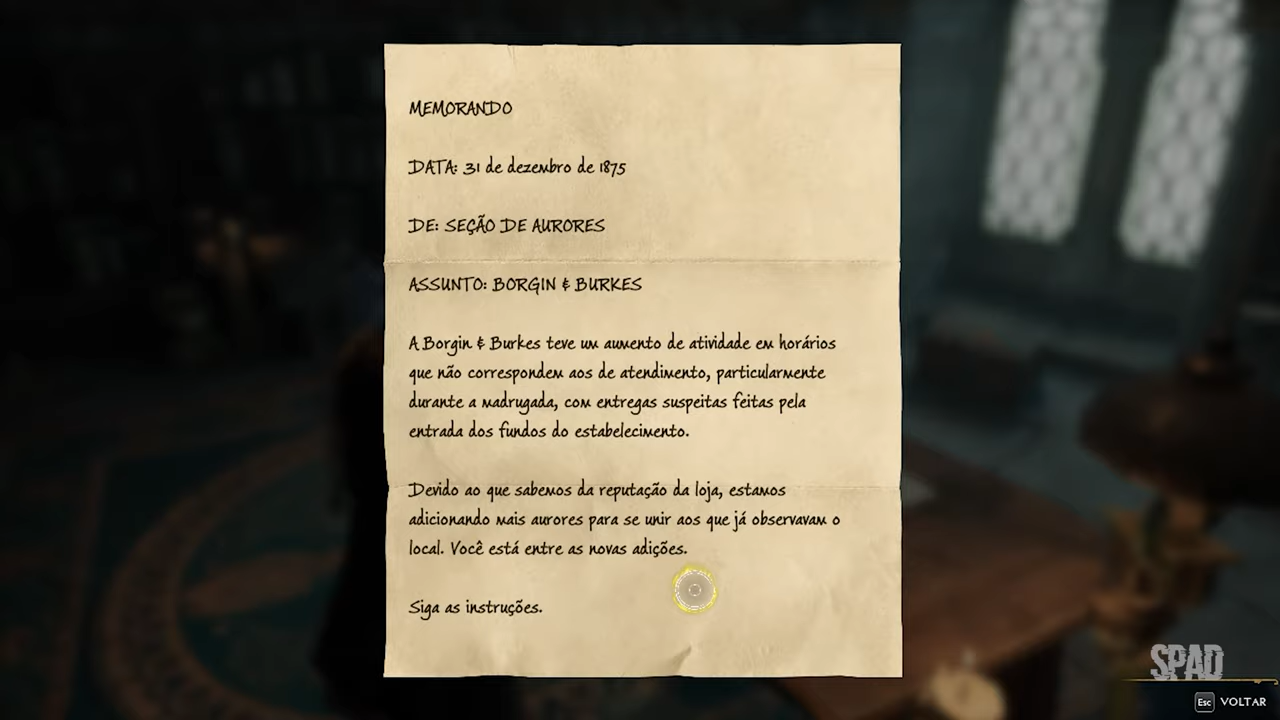 MEMORANDO
DATA: 31 de dezembro de 1875
DE: SEÇÃO DE AURORES
ASSUNTO: BORGIN & BURKES
A Borgin & Burkes teve um aumento de atividade em horários
que não correspondem aos de atendimento, particularmente
durante a madrugada, com entregas suspeitas feitas pela
entrada dos fundos do estabelecimento.
Devido ao que sabemos da reputação da loja, estamos
adicionando mais aurores para se unir aos que já observavam o
local. Você está entre as novas adições.
Siga as instruções.
SPAD
Esc VOLTAR